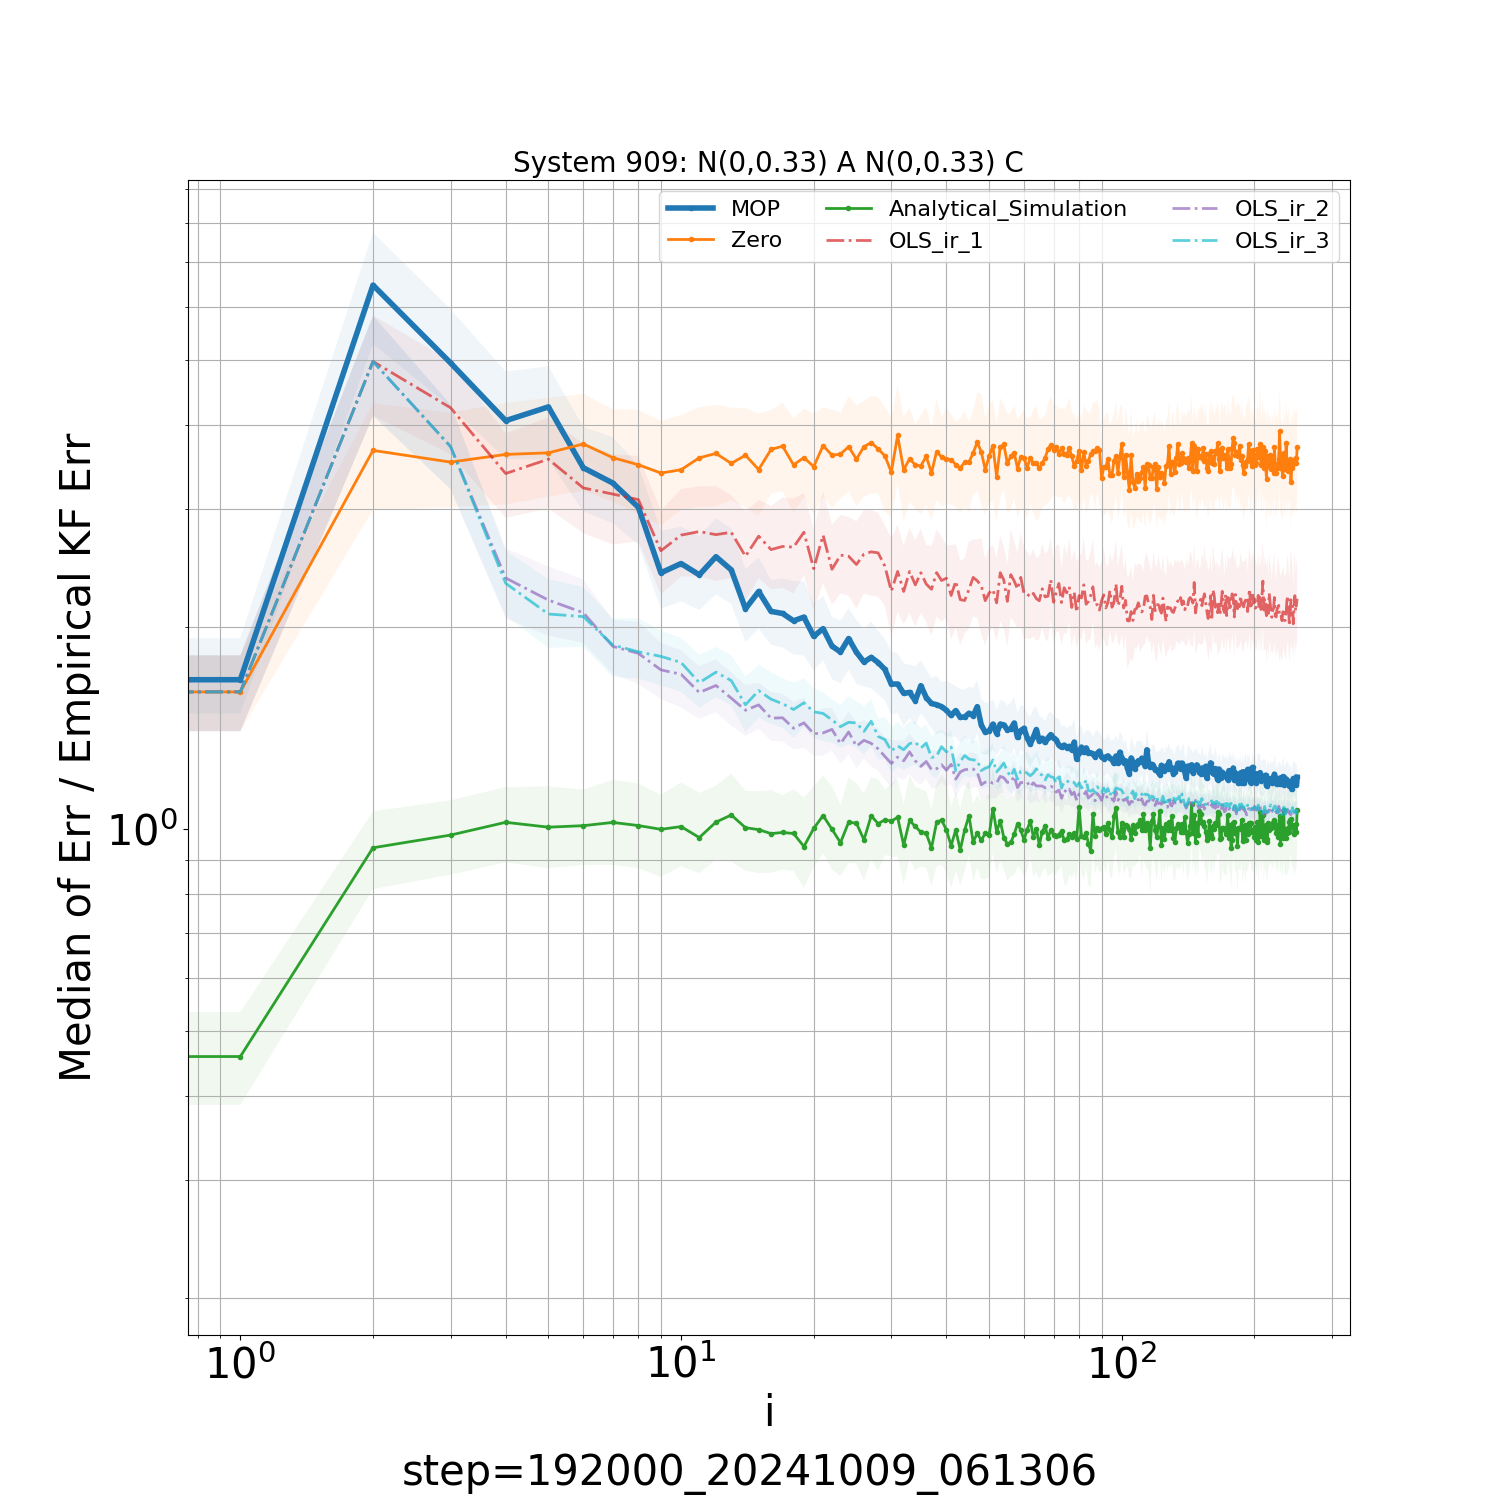 System 909: N(0,0.33) A N(0,0.33) C
MOP
Zero
Analytical_Simulation
OLS_ir_1
OLS_ir_2
OLS_ir_3
Median of Err / Empirical KF Err
10⁰
10⁰ 10¹ 10²
i
step=192000_20241009_061306